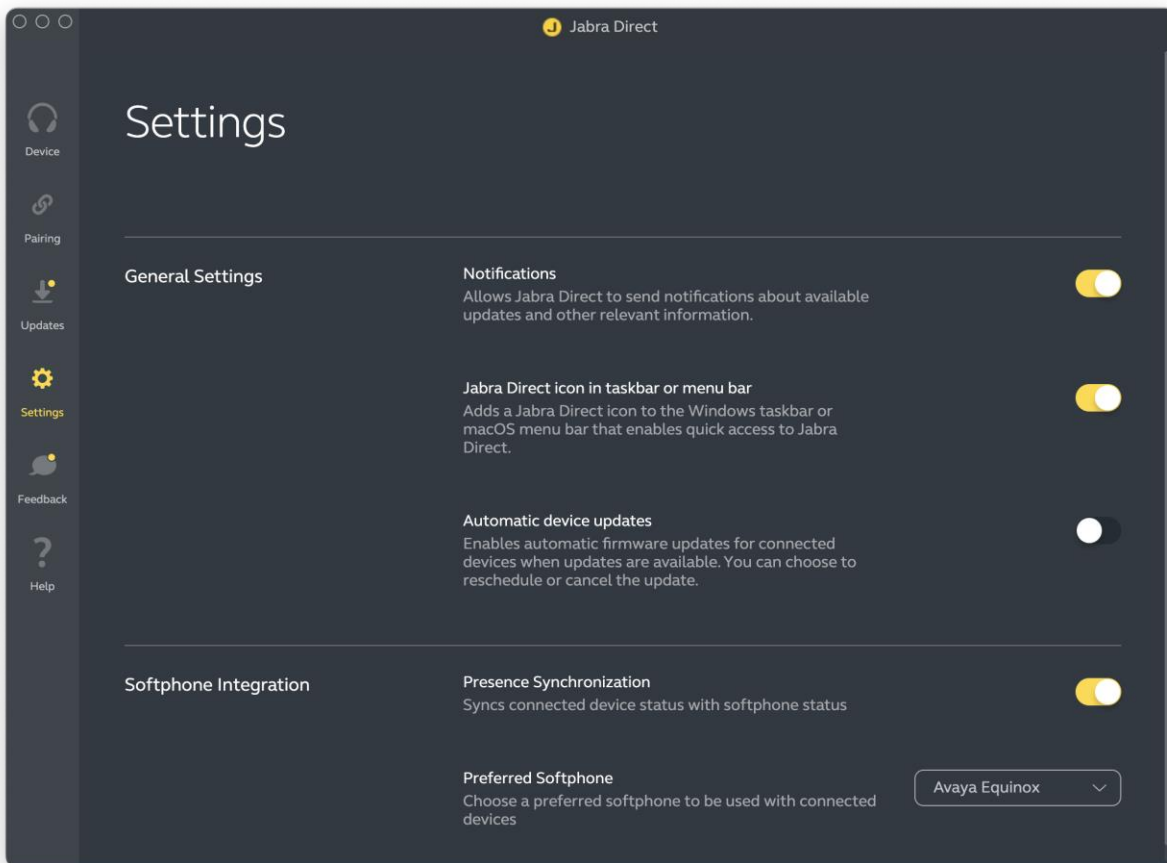 Jabra Direct
Device
Pairing
Updates
Settings
Feedback
Help
Settings
General Settings
Notifications
Allows Jabra Direct to send notifications about available
updates and other relevant information.
Jabra Direct icon in taskbar or menu bar
Adds a Jabra Direct icon to the Windows taskbar or
macOS menu bar that enables quick access to Jabra
Direct.
Automatic device updates
Enables automatic firmware updates for connected
devices when updates are available. You can choose to
reschedule or cancel the update.
Softphone Integration
Presence Synchronization
Syncs connected device status with softphone status
Preferred Softphone
Choose a preferred softphone to be used with connected
devices
Avaya Equinox